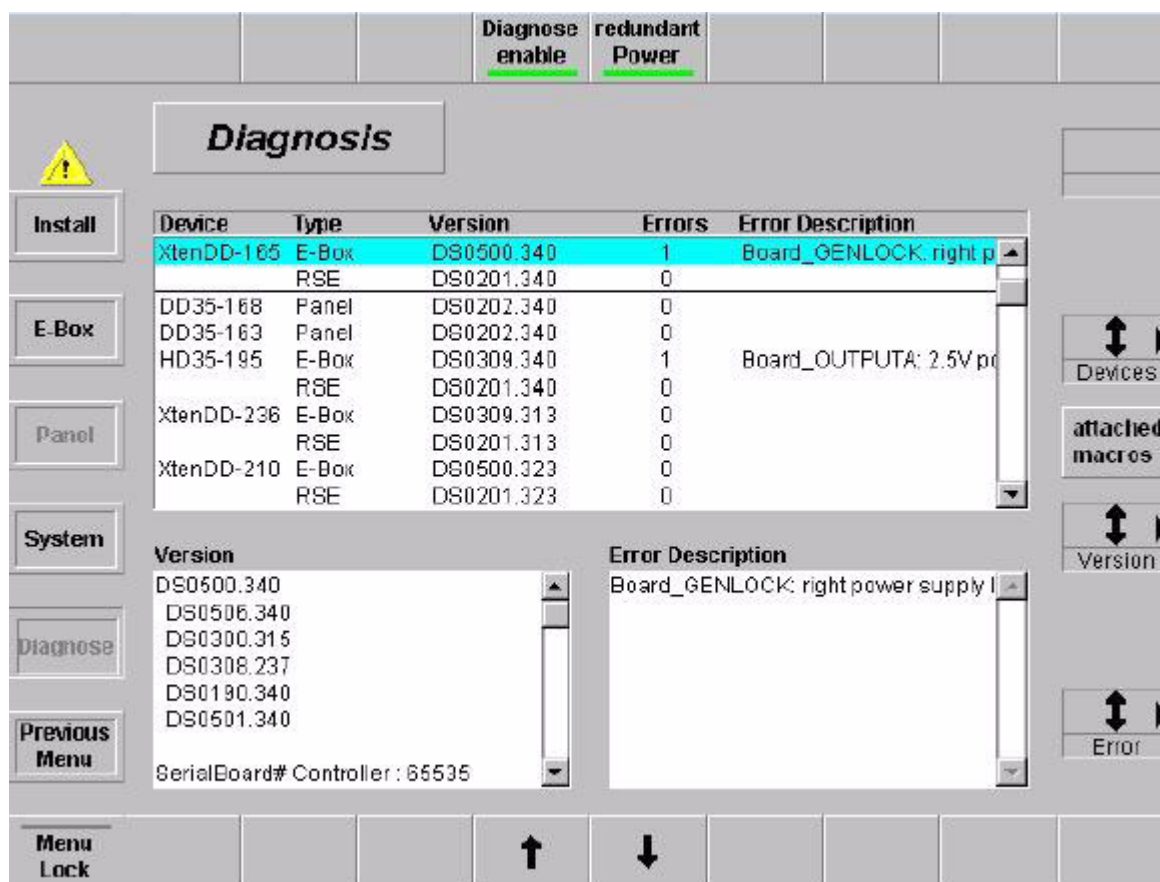 Diagnose enable
redundant Power
Diagnosis
Install
E-Box
Panel
System
Diagnose
Previous Menu
Menu Lock
Device Type Version Errors Error Description
XtenDD-165 E-Box DS0500.340 1 Board_GENLOCK: right p
RSE DS0201.340 0
DD35-168 Panel DS0202.340 0
DD35-163 Panel DS0202.340 0
HD35-195 E-Box DS0309.340 1 Board_OUTPUTA: 2.5V po
RSE DS0201.340 0
XtenDD-236 E-Box DS0309.313 0
RSE DS0201.313 0
XtenDD-210 E-Box DS0500.323 0
RSE DS0201.323 0
Version
DS0500.340
DS0506.340
DS0300.315
DS0308.237
DS0190.340
DS0501.340
SerialBoard# Controller : 65535
Error Description
Board_GENLOCK: right power supply l
Devices
attached
macros
Version
Error